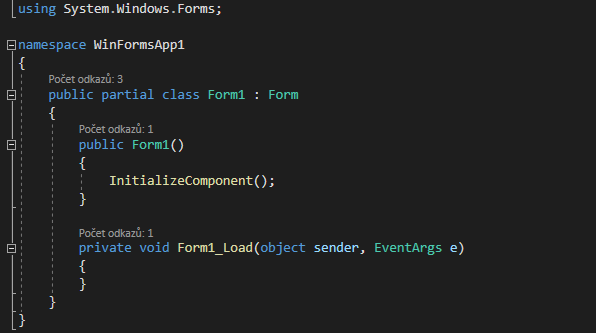 using System.Windows.Forms;
namespace WinFormsApp1
{
Počet odkazů: 3
public partial class Form1 : Form
{
Počet odkazů: 1
public Form1()
{
InitializeComponent();
}
Počet odkazů: 1
private void Form1_Load(object sender, EventArgs e)
{
}
}
}